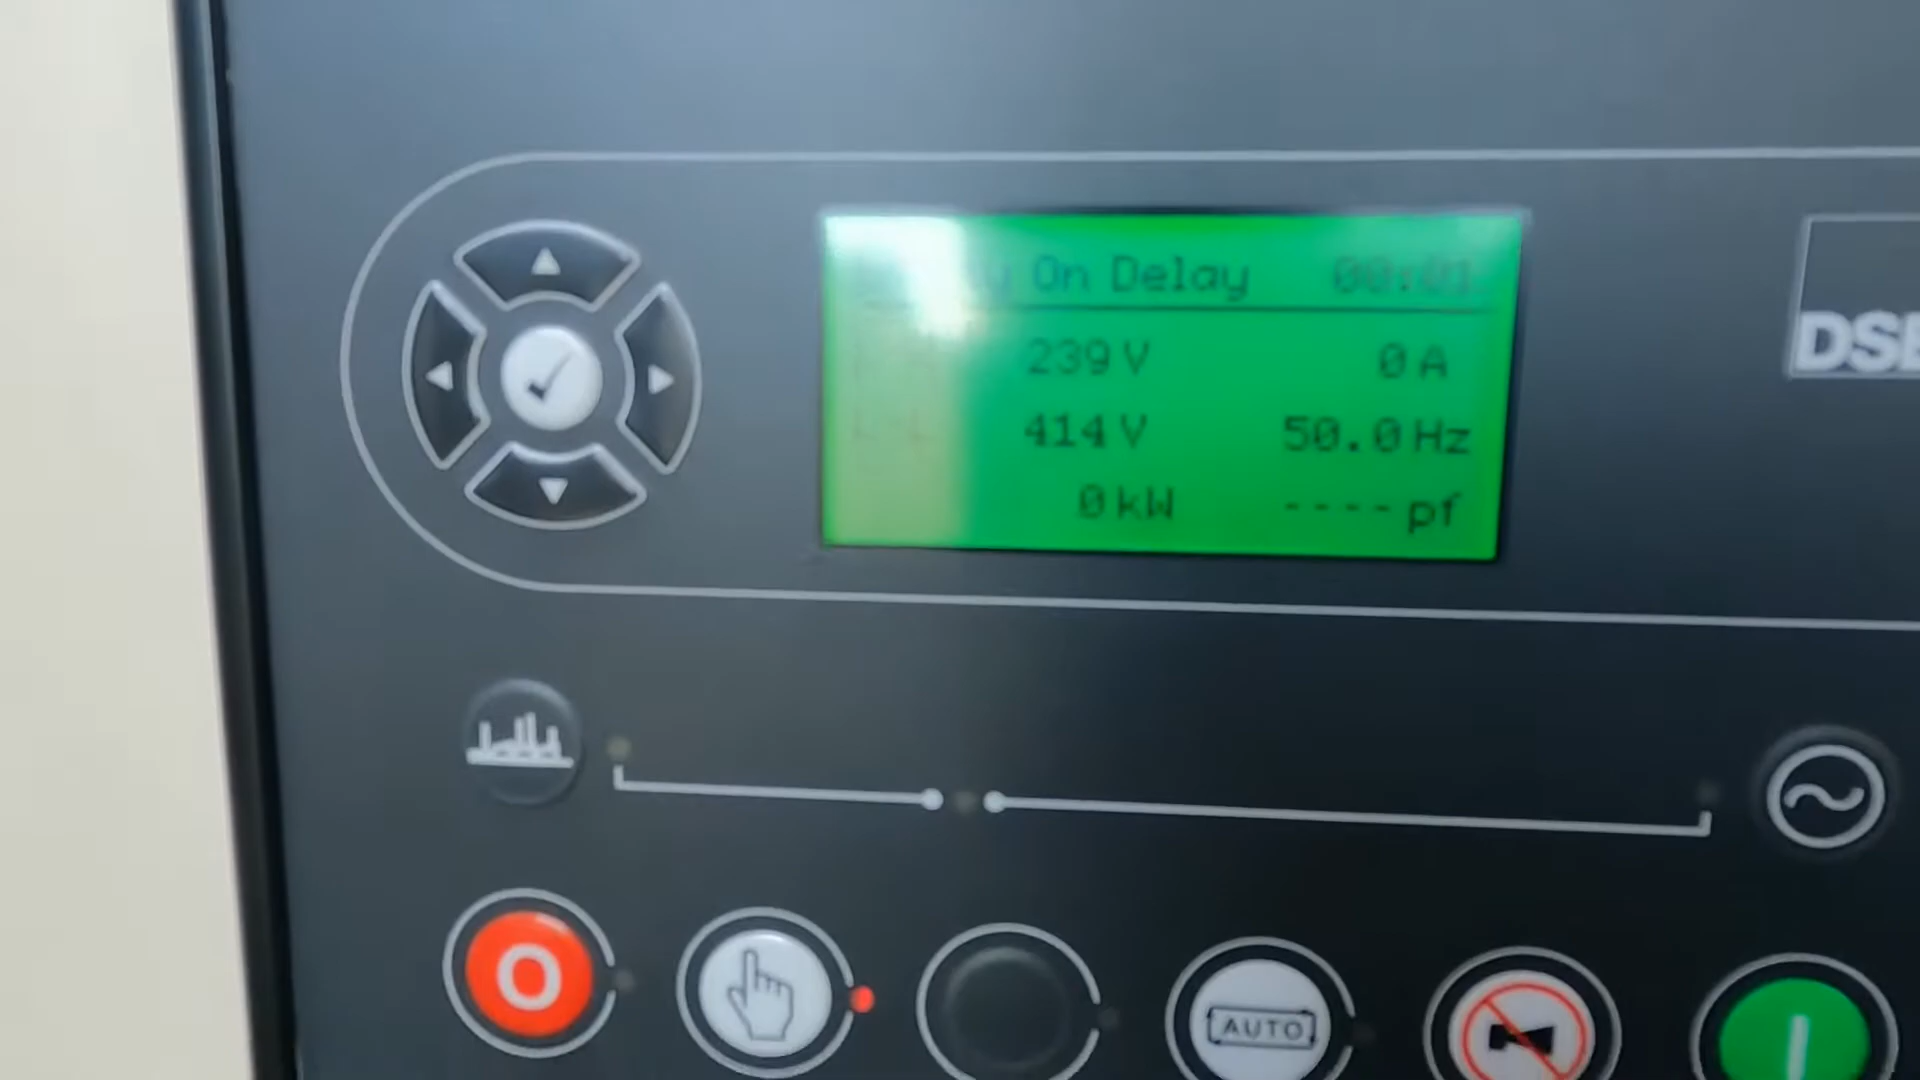 On Delay
239 V 0 A
414 V 50.0 Hz
0 kW ---- pf
DSE
O
AUTO
I